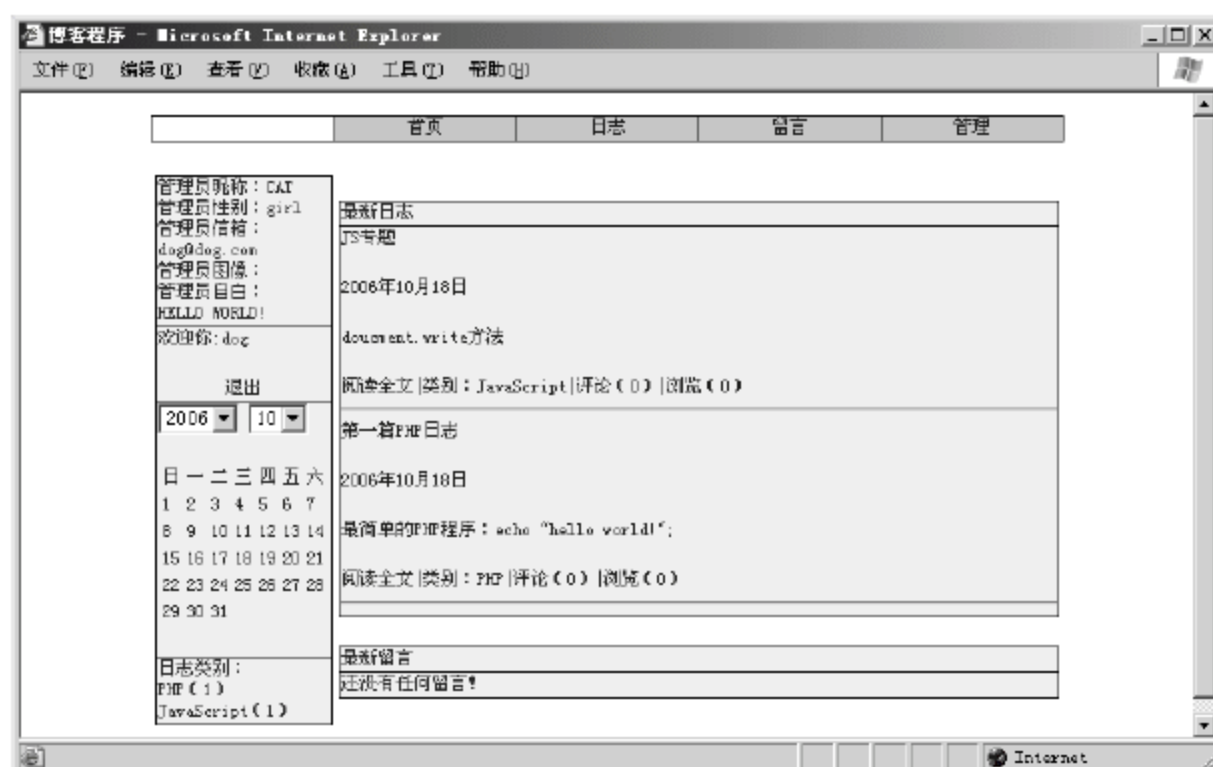 博客程序 - Microsoft Internet Explorer
文件(F) 编辑(E) 查看(V) 收藏(A) 工具(T) 帮助(H)
首页 日志 留言 管理
管理员昵称：CAT
管理员性别：girl
管理员信箱：
dog@dog.com
管理员图像：
管理员自白：
HELLO WORLD!
欢迎你:dog
退出
2006 10
日 一 二 三 四 五 六
1 2 3 4 5 6 7
8 9 10 11 12 13 14
15 16 17 18 19 20 21
22 23 24 25 26 27 28
29 30 31
日志类别：
PHP(1)
JavaScript(1)
最新日志
JS专题
2006年10月18日
doucment.write方法
阅读全文|类别：JavaScript|评论(0)|浏览(0)
第一篇PHP日志
2006年10月18日
最简单的PHP程序：echo "hello world!";
阅读全文|类别：PHP|评论(0)|浏览(0)
最新留言
还没有任何留言!
Internet